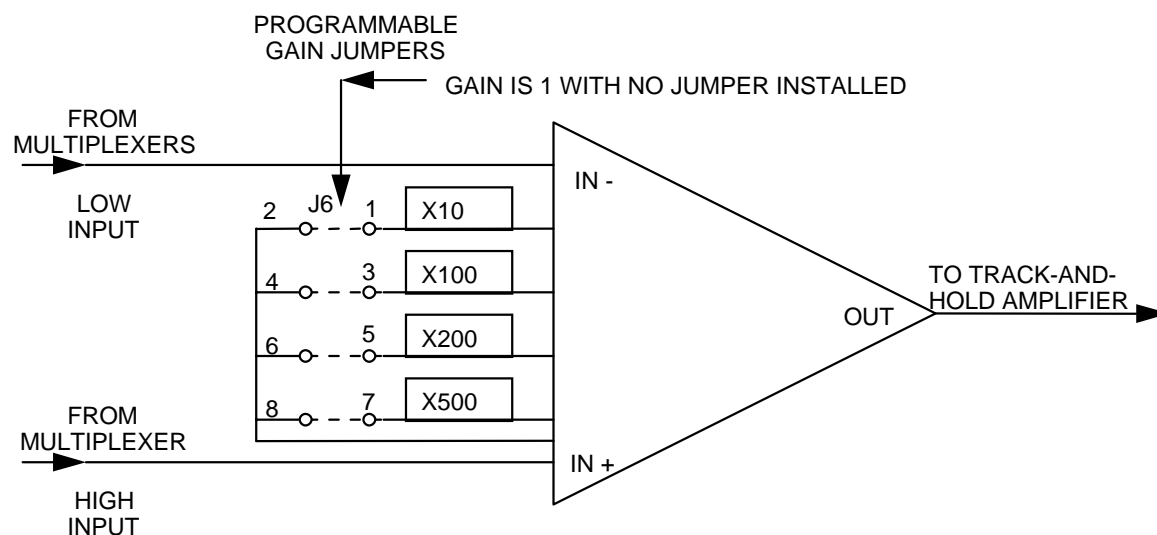 PROGRAMMABLE
GAIN JUMPERS
GAIN IS 1 WITH NO JUMPER INSTALLED
FROM
MULTIPLEXERS
LOW
INPUT
IN -
2 J6 1 X10
4 3 X100
6 5 X200
8 7 X500
FROM
MULTIPLEXER
HIGH
INPUT
IN +
OUT
TO TRACK-AND-
HOLD AMPLIFIER